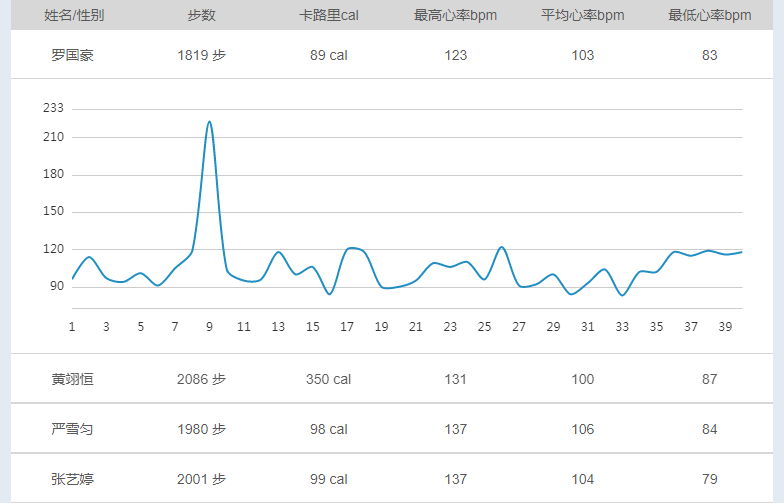 姓名/性别 步数 卡路里cal 最高心率bpm 平均心率bpm 最低心率bpm
罗国豪 1819 步 89 cal 123 103 83
233
210
180
150
120
90
1 3 5 7 9 11 13 15 17 19 21 23 25 27 29 31 33 35 37 39
黄翊恒 2086 步 350 cal 131 100 87
严雪匀 1980 步 98 cal 137 106 84
张艺婷 2001 步 99 cal 137 104 79